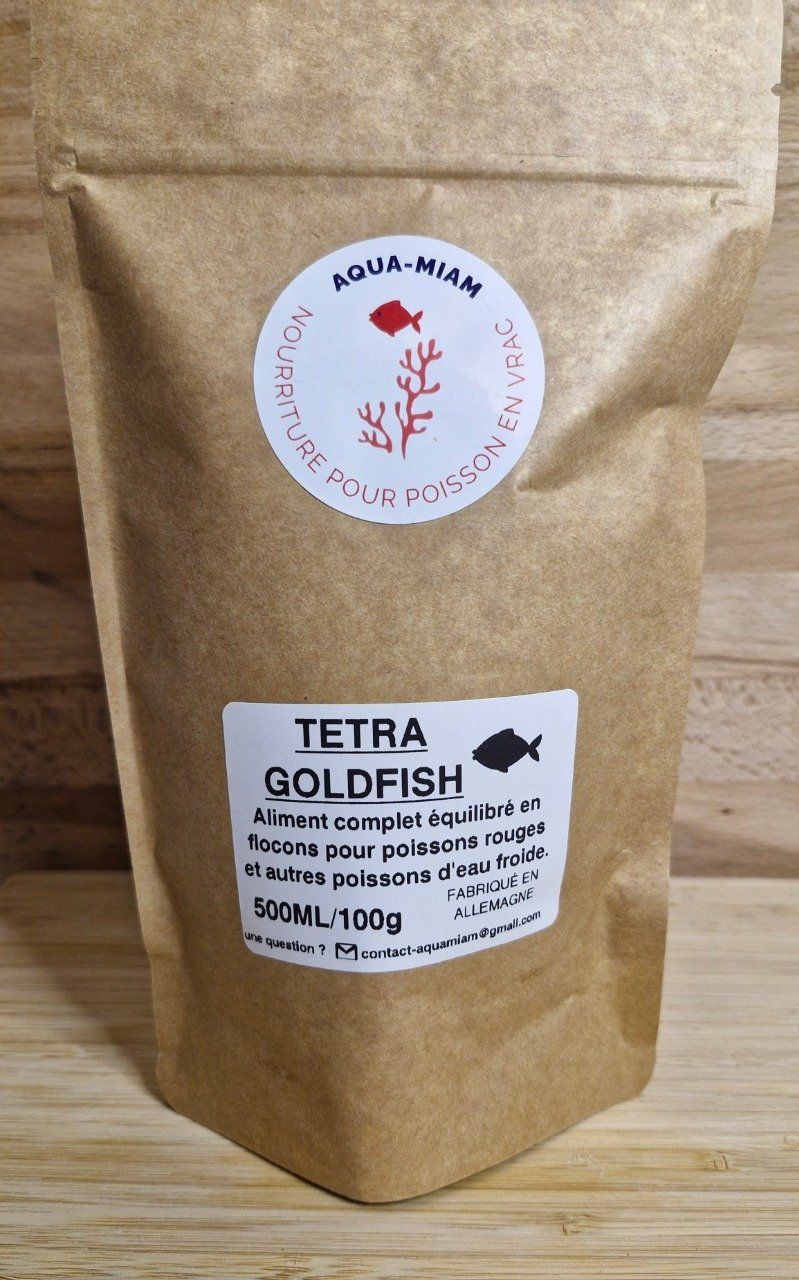 AQUA-MIAM
NOURRITURE POUR POISSON EN VRAC
TETRA
GOLDFISH
Aliment complet équilibré en
flocons pour poissons rouges
et autres poissons d'eau froide.
FABRIQUÉ EN
ALLEMAGNE
500ML/100g
une question ? contact-aquamiam@gmail.com